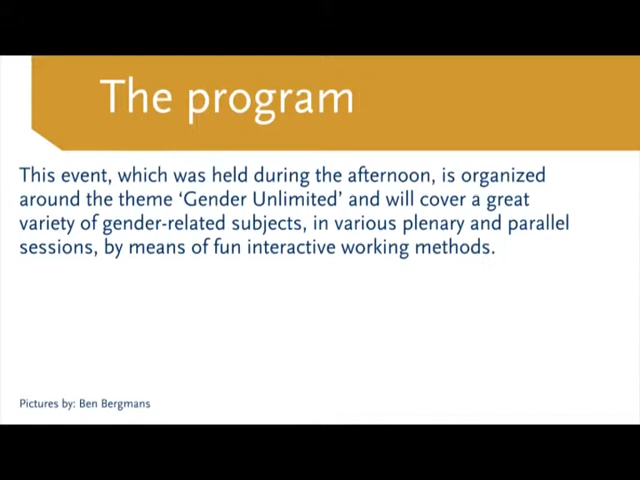 The program
This event, which was held during the afternoon, is organized
around the theme ‘Gender Unlimited’ and will cover a great
variety of gender-related subjects, in various plenary and parallel
sessions, by means of fun interactive working methods.
Pictures by: Ben Bergmans